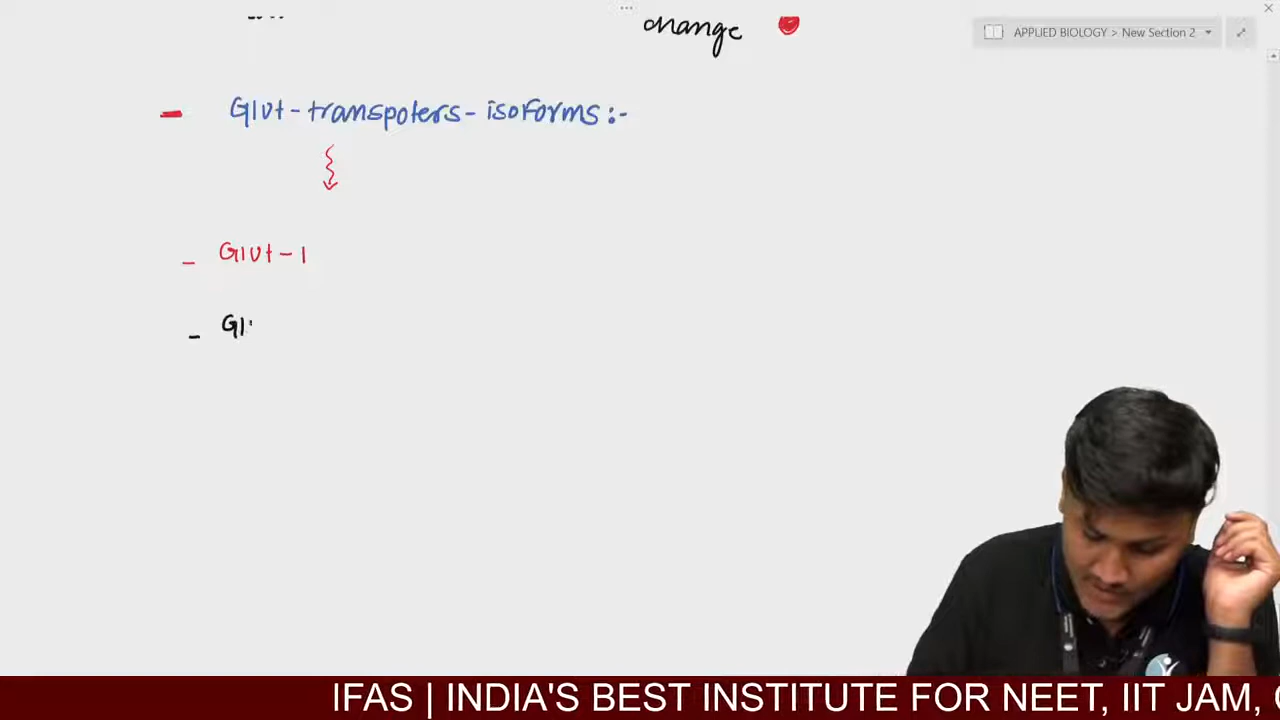 change
APPLIED BIOLOGY > New Section 2
- Glut-transpoters-isoforms:-
- Glut-1
- Gl
IFAS | INDIA'S BEST INSTITUTE FOR NEET, IIT JAM,